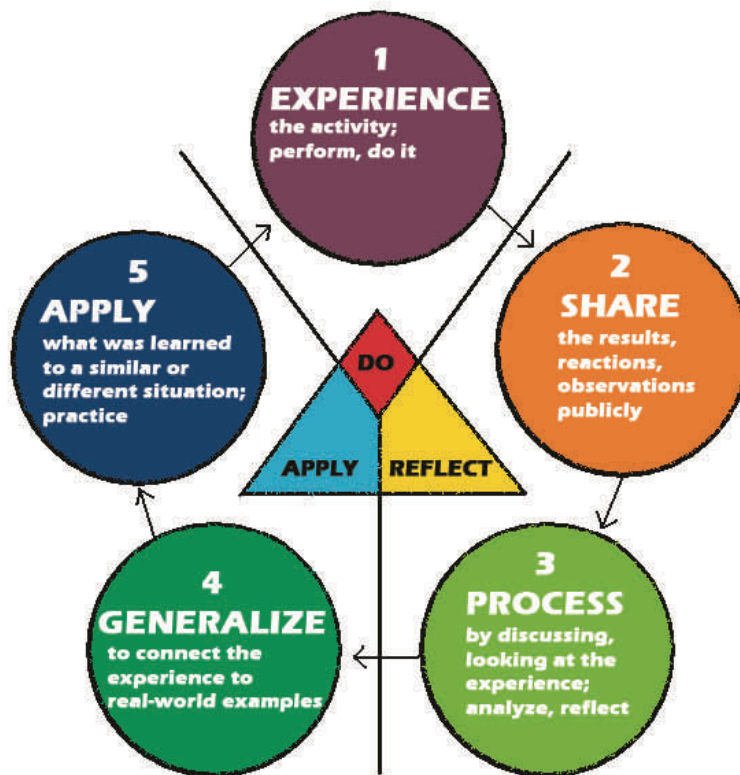 1
EXPERIENCE
the activity;
perform, do it
2
SHARE
the results,
reactions,
observations
publicly
3
PROCESS
by discussing,
looking at the
experience;
analyze, reflect
4
GENERALIZE
to connect the
experience to
real-world examples
5
APPLY
what was learned
to a similar or
different situation;
practice
DO
APPLY
REFLECT